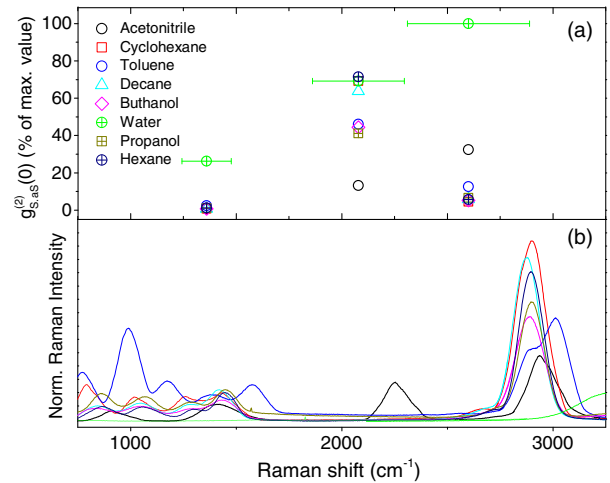 100
80
60
40
20
0
g(2)S,aS(0) (% of max. value)
Acetonitrile
Cyclohexane
Toluene
Decane
Buthanol
Water
Propanol
Hexane
(a)
(b)
Norm. Raman Intensity
1000 2000 3000
Raman shift (cm-1)